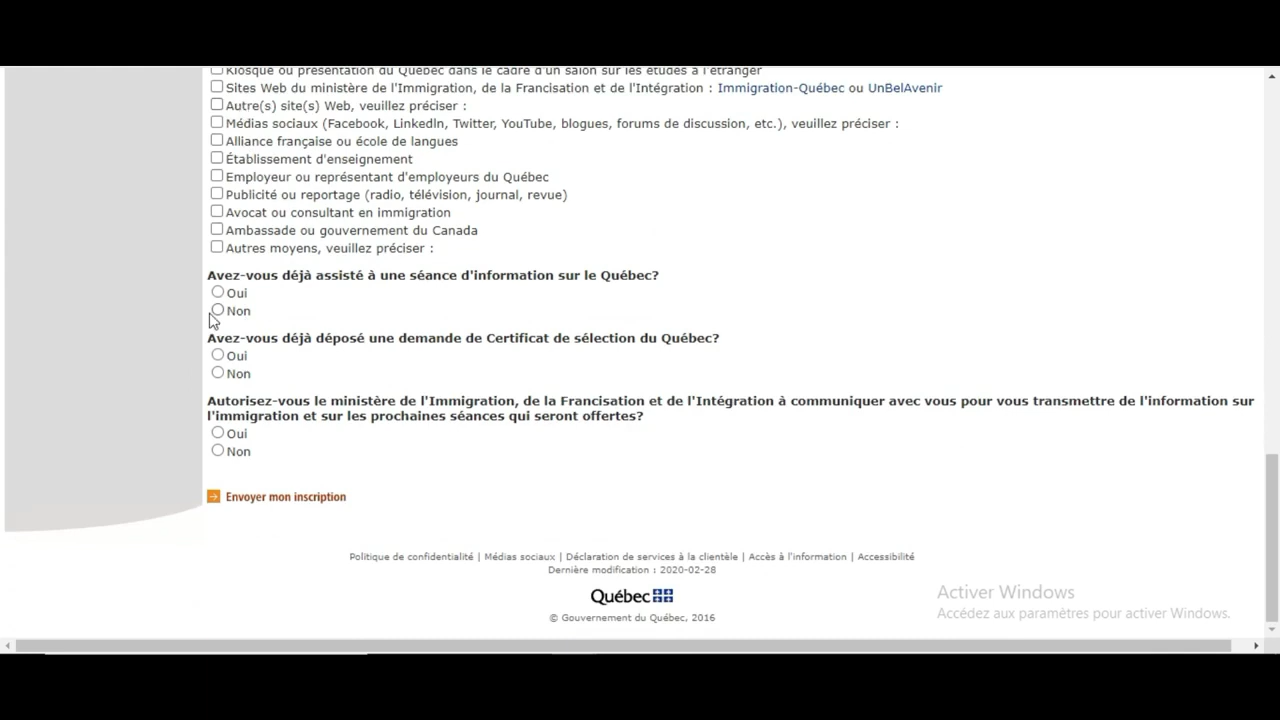 Kiosque ou présentation du Québec dans le cadre d'un salon sur les études à l'étranger
Sites Web du ministère de l'Immigration, de la Francisation et de l'Intégration : Immigration-Québec ou UnBelAvenir
Autre(s) site(s) Web, veuillez préciser :
Médias sociaux (Facebook, LinkedIn, Twitter, YouTube, blogues, forums de discussion, etc.), veuillez préciser :
Alliance française ou école de langues
Établissement d'enseignement
Employeur ou représentant d'employeurs du Québec
Publicité ou reportage (radio, télévision, journal, revue)
Avocat ou consultant en immigration
Ambassade ou gouvernement du Canada
Autres moyens, veuillez préciser :
Avez-vous déjà assisté à une séance d'information sur le Québec?
Oui
Non
Avez-vous déjà déposé une demande de Certificat de sélection du Québec?
Oui
Non
Autorisez-vous le ministère de l'Immigration, de la Francisation et de l'Intégration à communiquer avec vous pour vous transmettre de l'information sur
l'immigration et sur les prochaines séances qui seront offertes?
Oui
Non
Envoyer mon inscription
Politique de confidentialité | Médias sociaux | Déclaration de services à la clientèle | Accès à l'information | Accessibilité
Dernière modification : 2020-02-28
Québec
© Gouvernement du Québec, 2016
Activer Windows
Accédez aux paramètres pour activer Windows.